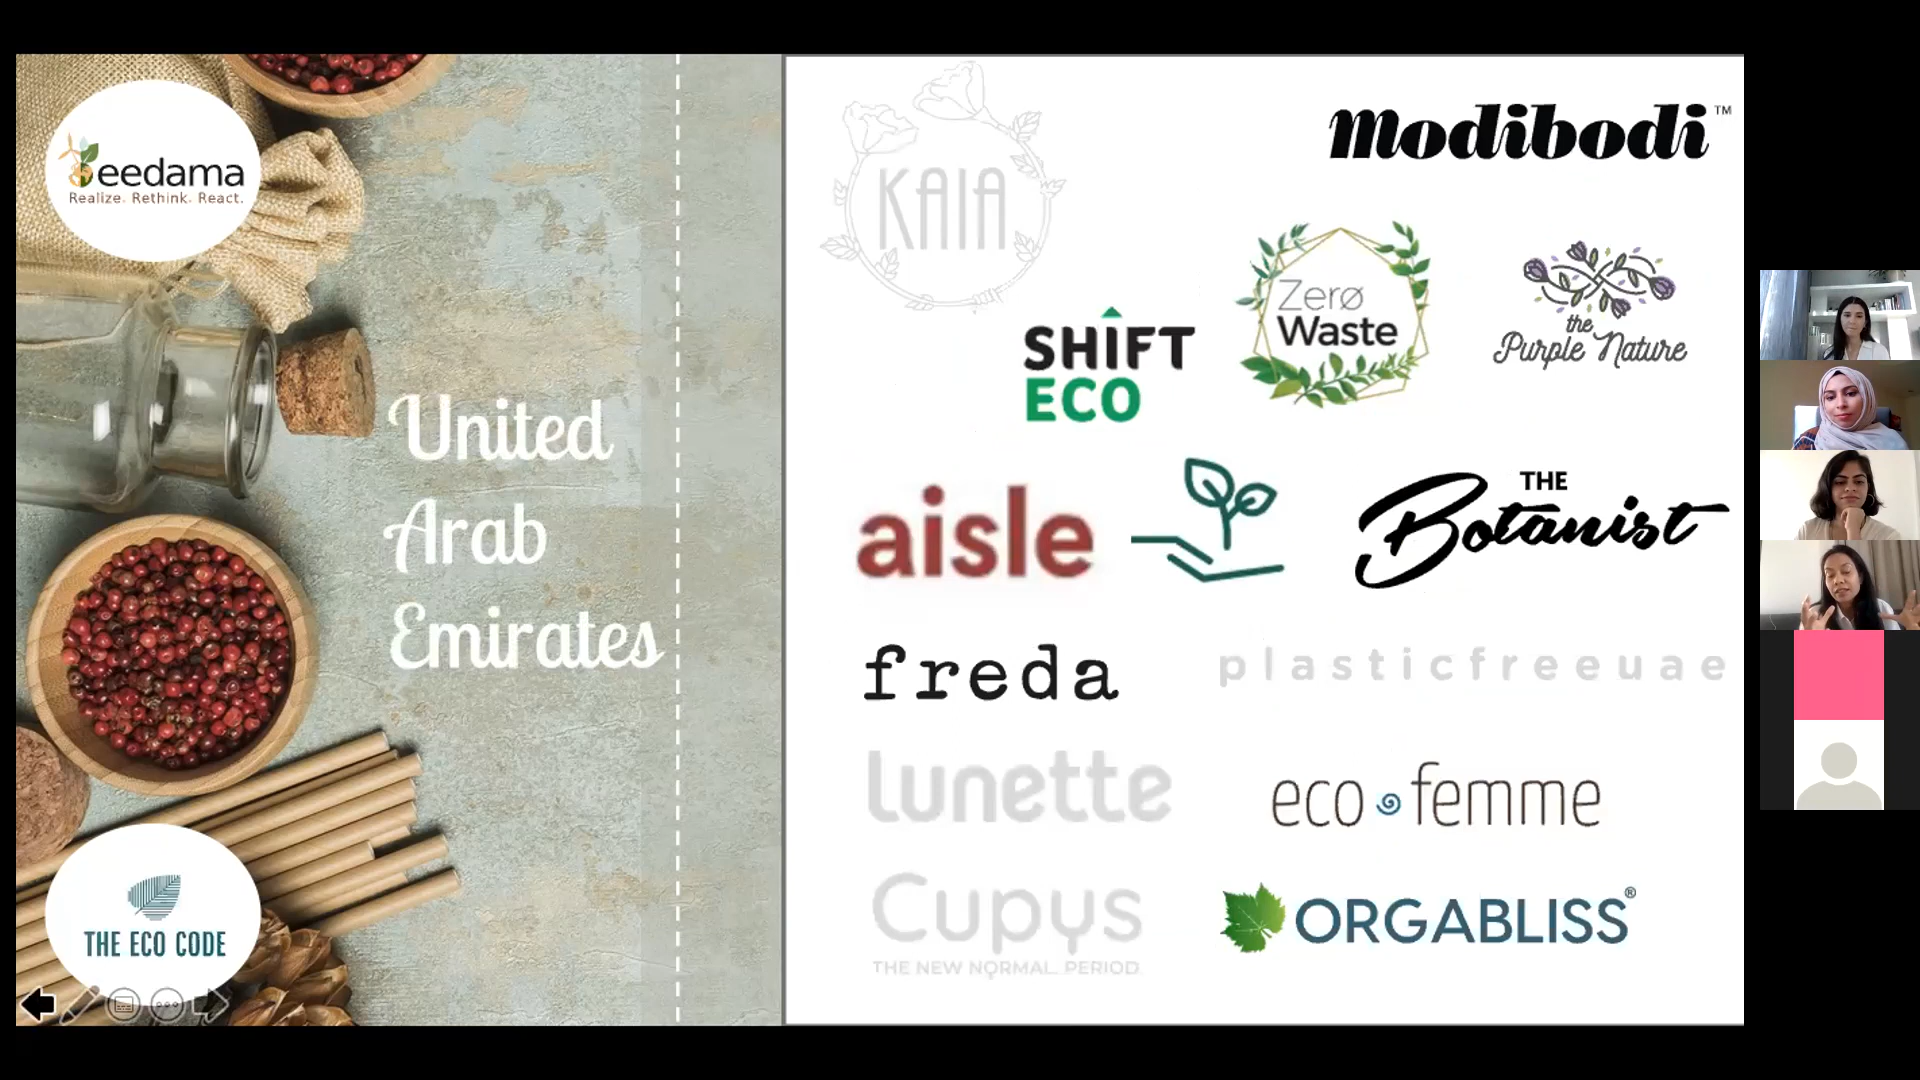 eedama
Realize. Rethink. React.
United
Arab
Emirates
THE ECO CODE
KAIA
modibodi™
SHIFT
ECO
Zerø
Waste
the
Purple Nature
aisle
THE
Botanist
freda
plasticfreeuae
lunette
eco femme
Cupys
THE NEW NORMAL. PERIOD
ORGABLISS®